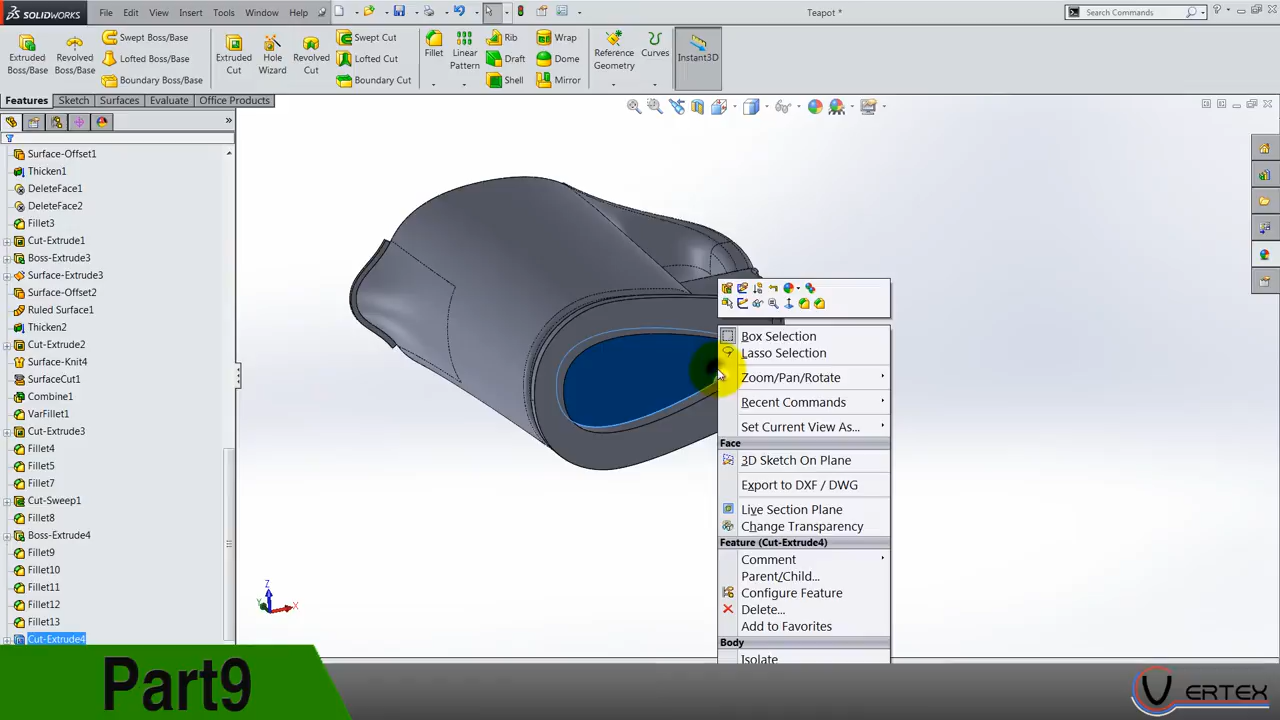 SOLIDWORKS
File Edit View Insert Tools Window Help
Teapot *
Search Commands
Extruded Boss/Base
Revolved Boss/Base
Swept Boss/Base
Lofted Boss/Base
Boundary Boss/Base
Extruded Cut
Hole Wizard
Revolved Cut
Swept Cut
Lofted Cut
Boundary Cut
Fillet
Linear Pattern
Rib
Draft
Shell
Wrap
Dome
Mirror
Reference Geometry
Curves
Instant3D
Features Sketch Surfaces Evaluate Office Products
Surface-Offset1
Thicken1
DeleteFace1
DeleteFace2
Fillet3
Cut-Extrude1
Boss-Extrude3
Surface-Extrude3
Surface-Offset2
Ruled Surface1
Thicken2
Cut-Extrude2
Surface-Knit4
SurfaceCut1
Combine1
VarFillet1
Cut-Extrude3
Fillet4
Fillet5
Fillet7
Cut-Sweep1
Fillet8
Boss-Extrude4
Fillet9
Fillet10
Fillet11
Fillet12
Fillet13
Cut-Extrude4
Box Selection
Lasso Selection
Zoom/Pan/Rotate
Recent Commands
Set Current View As...
Face
3D Sketch On Plane
Export to DXF / DWG
Live Section Plane
Change Transparency
Feature (Cut-Extrude4)
Comment
Parent/Child...
Configure Feature
Delete...
Add to Favorites
Body
Isolate
Z
Y
X
Part9
VERTEX